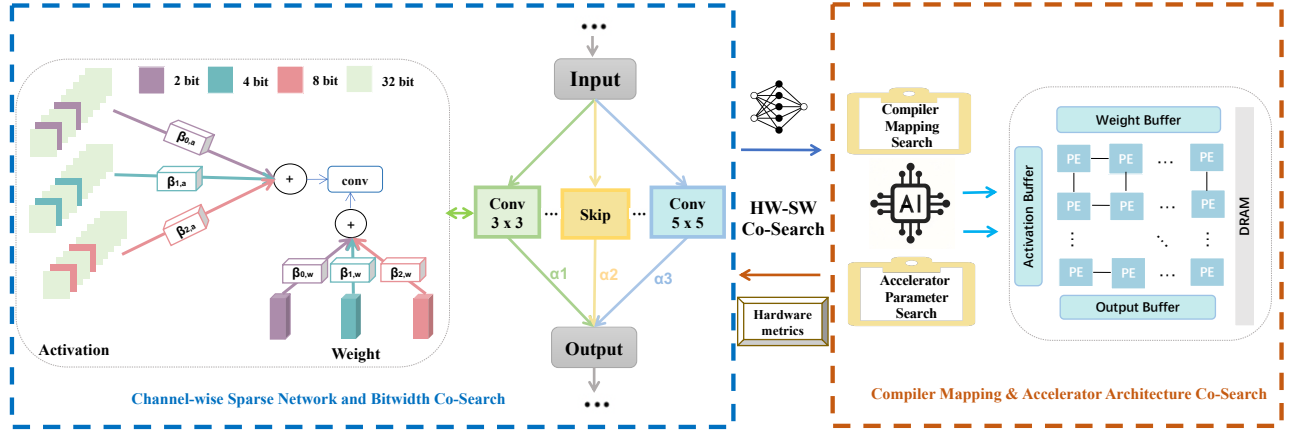 2 bit
4 bit
8 bit
32 bit
β0,a
β1,a
β2,a
+
conv
+
β0,w
β1,w
β2,w
Activation
Weight
Channel-wise Sparse Network and Bitwidth Co-Search
...
Input
Conv
3 x 3
...
Skip
...
Conv
5 x 5
α1
α2
α3
Output
...
HW-SW
Co-Search
Hardware
metrics
Compiler
Mapping
Search
AI
Accelerator
Parameter
Search
Weight Buffer
Activation Buffer
PE
PE
...
PE
PE
PE
...
PE
PE
PE
...
PE
Output Buffer
DRAM
Compiler Mapping & Accelerator Architecture Co-Search